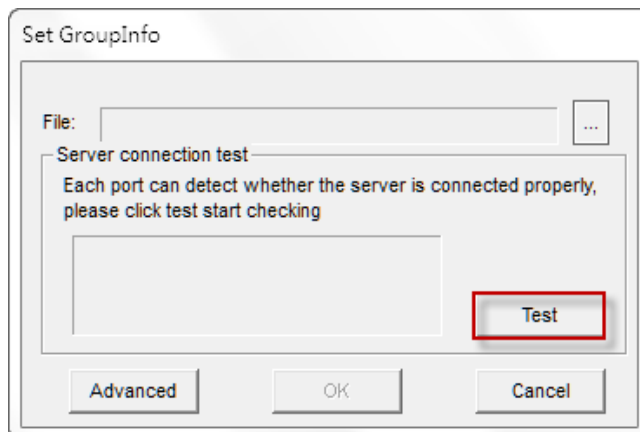 Set GroupInfo
File:
...
Server connection test
Each port can detect whether the server is connected properly,
please click test start checking
Test
Advanced
OK
Cancel